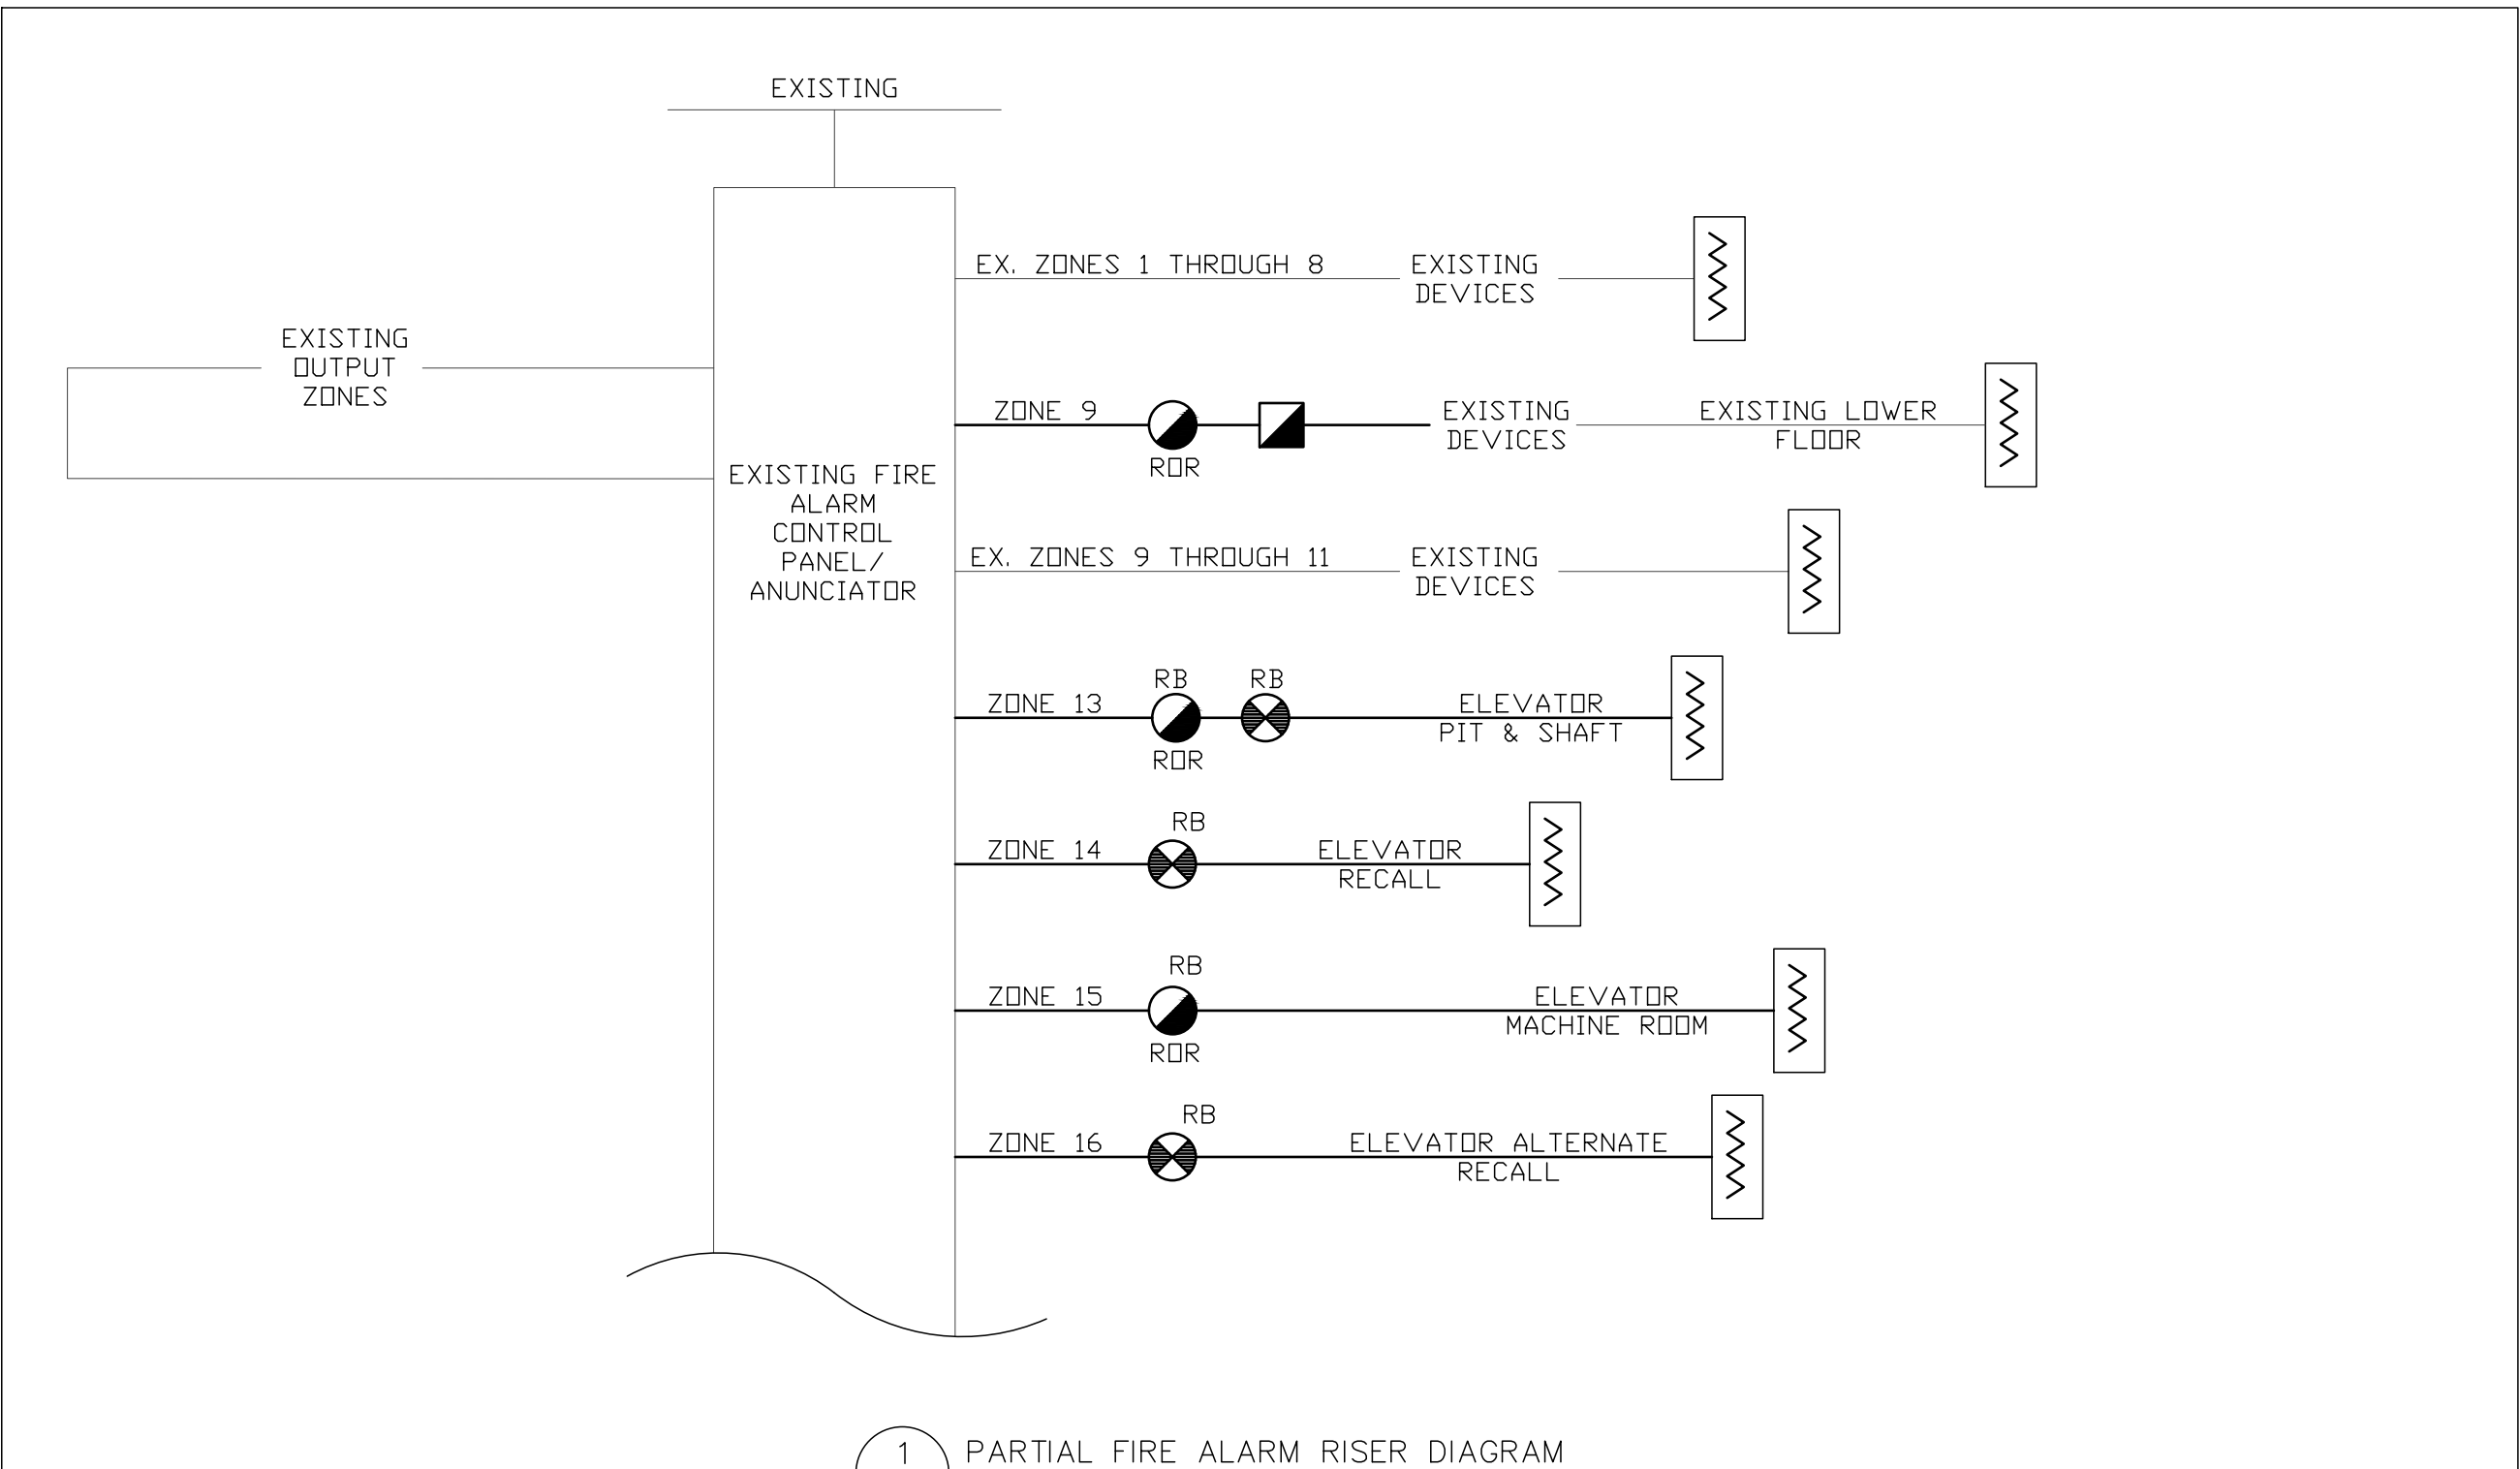 EXISTING
EX. ZONES 1 THROUGH 8
EXISTING
DEVICES
EXISTING
OUTPUT
ZONES
ZONE 9
ROR
EXISTING
DEVICES
EXISTING LOWER
FLOOR
EXISTING FIRE
ALARM
CONTROL
PANEL/
ANUNCIATOR
EX. ZONES 9 THROUGH 11
EXISTING
DEVICES
ZONE 13
RB
ROR
RB
ELEVATOR
PIT & SHAFT
ZONE 14
RB
ELEVATOR
RECALL
ZONE 15
RB
ROR
ELEVATOR
MACHINE ROOM
ZONE 16
RB
ELEVATOR ALTERNATE
RECALL
1
PARTIAL FIRE ALARM RISER DIAGRAM